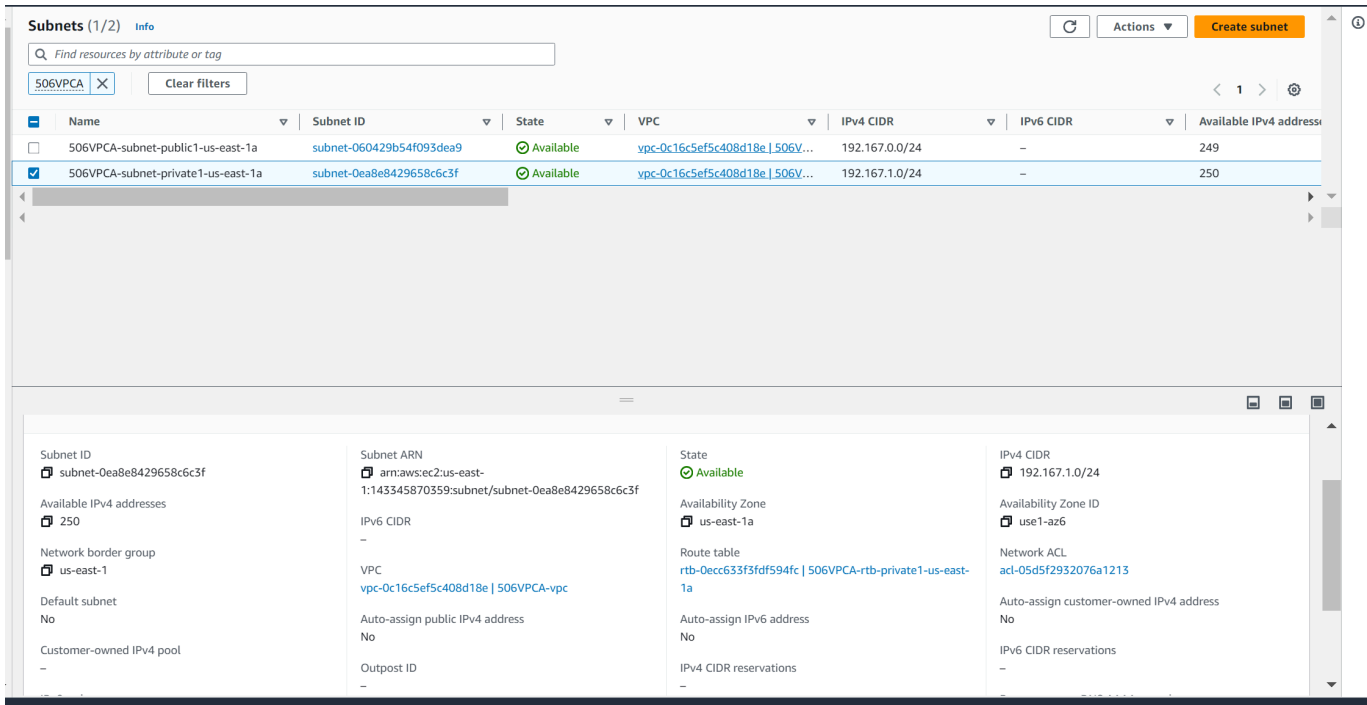 Subnets (1/2) Info
Actions
Create subnet
Find resources by attribute or tag
506VPCA
Clear filters
1
Name Subnet ID State VPC IPv4 CIDR IPv6 CIDR Available IPv4 addresse
506VPCA-subnet-public1-us-east-1a subnet-060429b54f093dea9 Available vpc-0c16c5ef5c408d18e | 506V... 192.167.0.0/24 – 249
506VPCA-subnet-private1-us-east-1a subnet-0ea8e8429658c6c3f Available vpc-0c16c5ef5c408d18e | 506V... 192.167.1.0/24 – 250
Subnet ID
subnet-0ea8e8429658c6c3f
Available IPv4 addresses
250
Network border group
us-east-1
Default subnet
No
Customer-owned IPv4 pool
–
Subnet ARN
arn:aws:ec2:us-east-
1:143345870359:subnet/subnet-0ea8e8429658c6c3f
IPv6 CIDR
–
VPC
vpc-0c16c5ef5c408d18e | 506VPCA-vpc
Auto-assign public IPv4 address
No
Outpost ID
–
State
Available
Availability Zone
us-east-1a
Route table
rtb-0ecc633f3fdf594fc | 506VPCA-rtb-private1-us-east-
1a
Auto-assign IPv6 address
No
IPv4 CIDR reservations
–
IPv4 CIDR
192.167.1.0/24
Availability Zone ID
use1-az6
Network ACL
acl-05d5f2932076a1213
Auto-assign customer-owned IPv4 address
No
IPv6 CIDR reservations
–